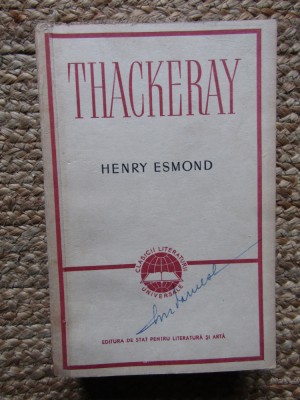 THACKERAY
HENRY ESMOND
CLASICII LITERATURII
UNIVERSALE
EDITURA DE STAT PENTRU LITERATURĂ ȘI ARTĂ